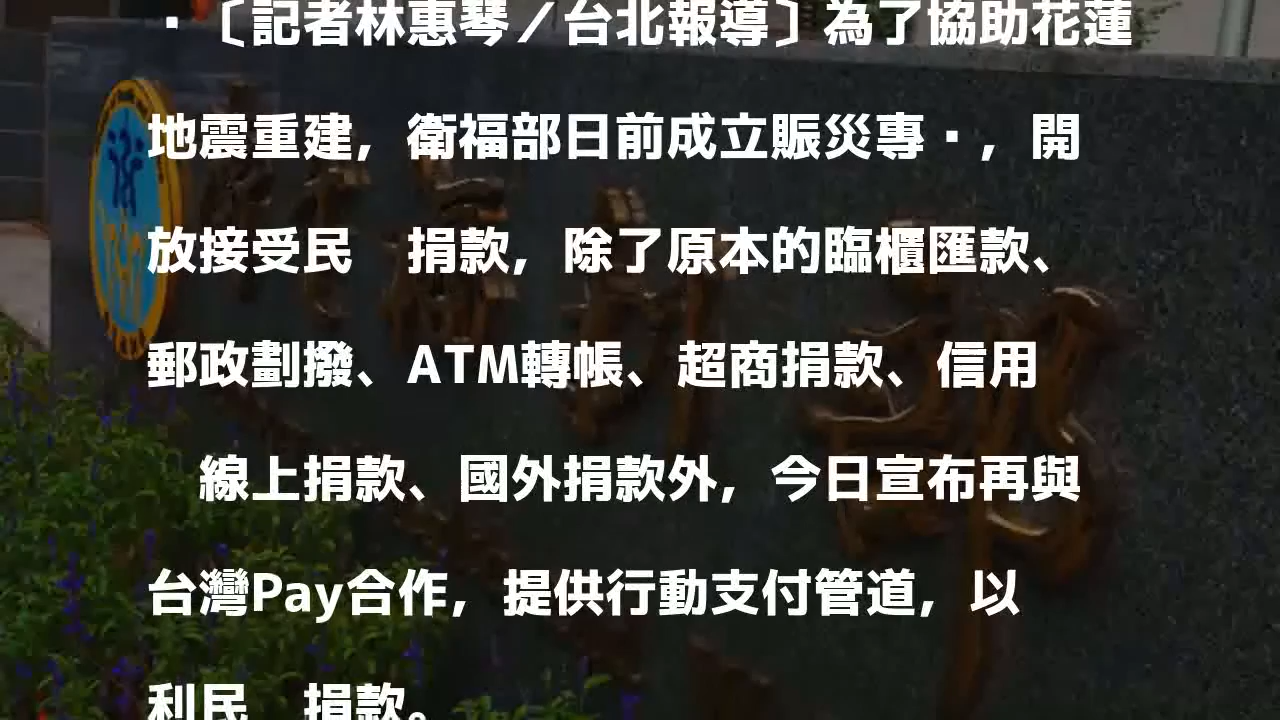 · 〔記者林惠琴／台北報導〕為了協助花蓮
地震重建，衛福部日前成立賑災專·，開
放接受民　捐款，除了原本的臨櫃匯款、
郵政劃撥、ATM轉帳、超商捐款、信用
　線上捐款、國外捐款外，今日宣布再與
台灣Pay合作，提供行動支付管道，以
利民　捐款。